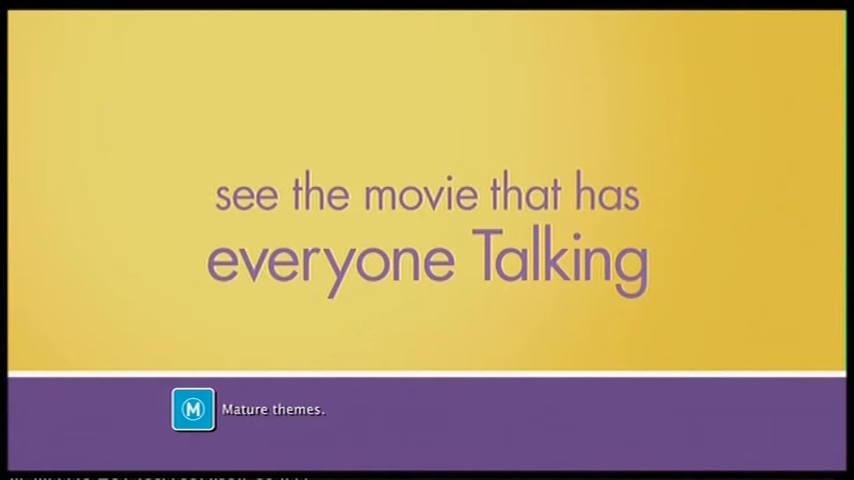 see the movie that has
everyone Talking
M Mature themes.